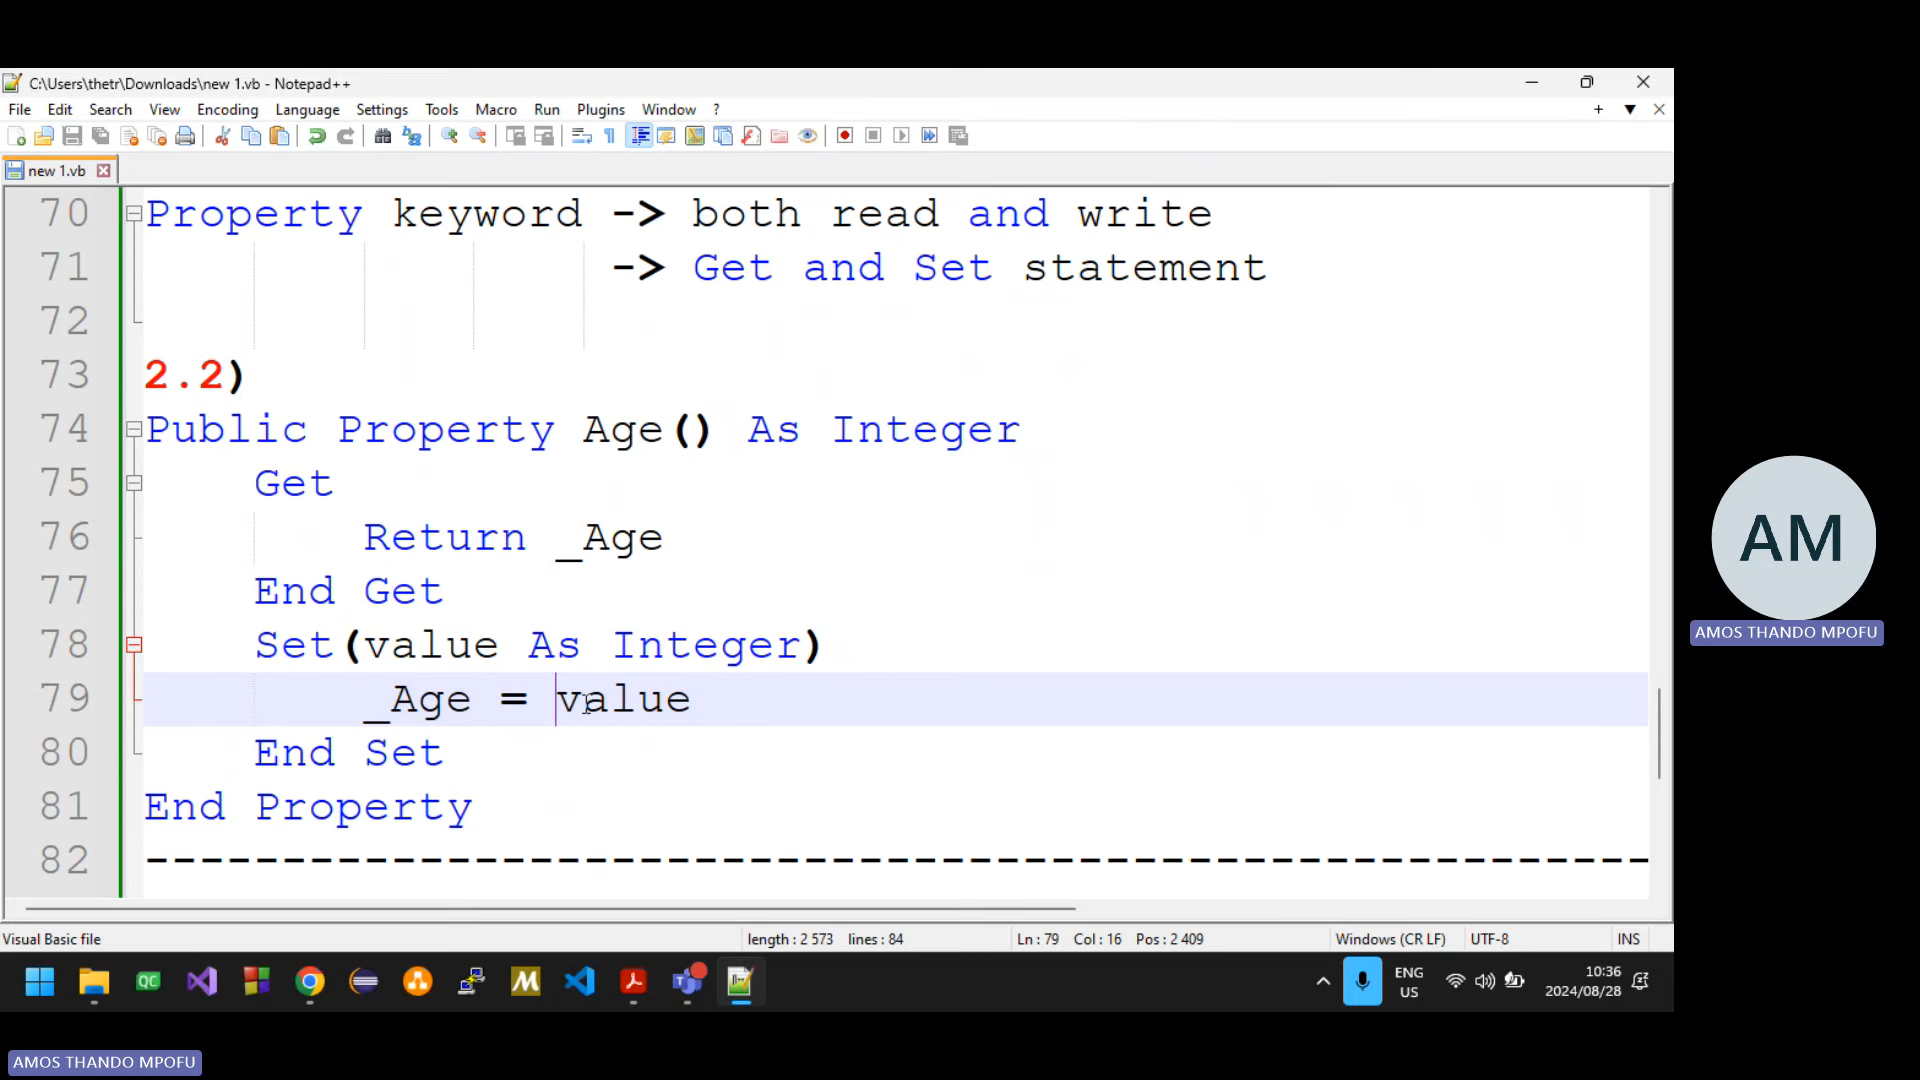 C:\Users\thetr\Downloads\new 1.vb - Notepad++
File Edit Search View Encoding Language Settings Tools Macro Run Plugins Window ?
new 1.vb
70 Property keyword -> both read and write
71 -> Get and Set statement
72
73 2.2)
74 Public Property Age() As Integer
75 Get
76 Return _Age
77 End Get
78 Set(value As Integer)
79 _Age = value
80 End Set
81 End Property
82 -------------------------------------------------------
AM
AMOS THANDO MPOFU
Visual Basic file length : 2 573 lines : 84 Ln : 79 Col : 16 Pos : 2 409 Windows (CR LF) UTF-8 INS
QC
ENG
US
10:36
2024/08/28
AMOS THANDO MPOFU